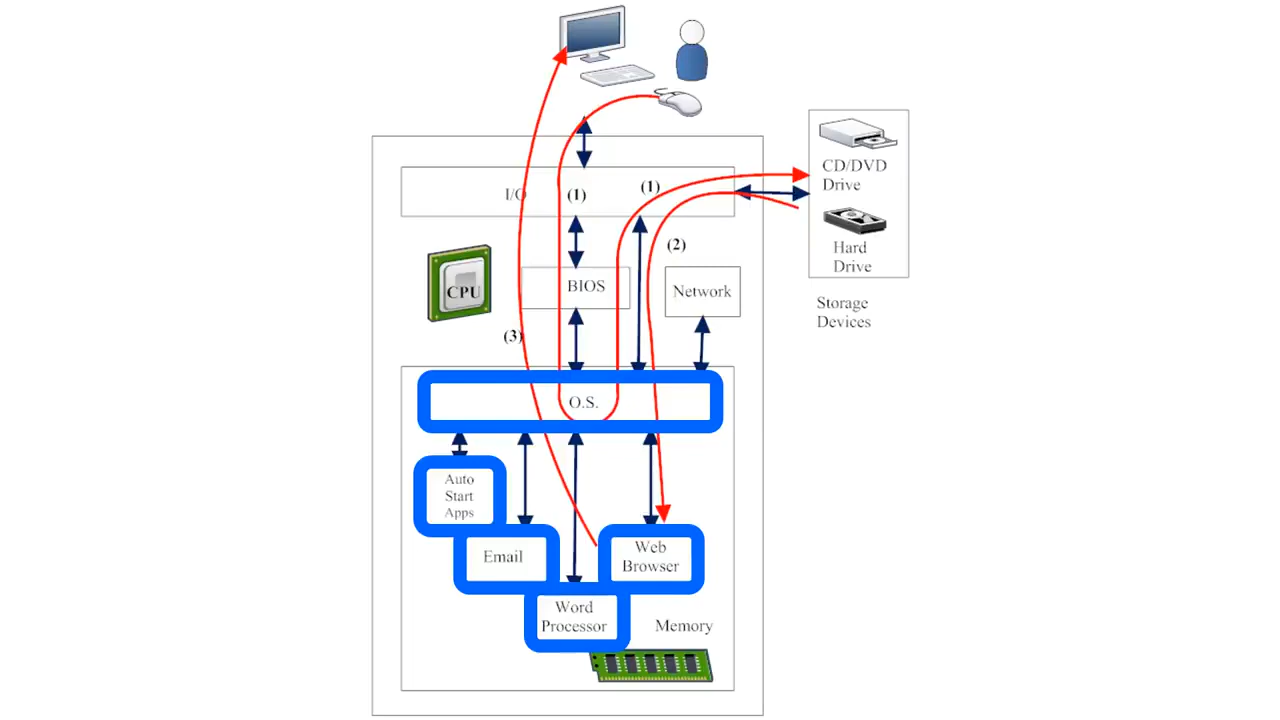 CD/DVD
Drive
I/O
(1)
(1)
Hard
Drive
(2)
CPU
BIOS
Network
Storage
Devices
(3)
O.S.
Auto
Start
Apps
Email
Web
Browser
Word
Processor
Memory